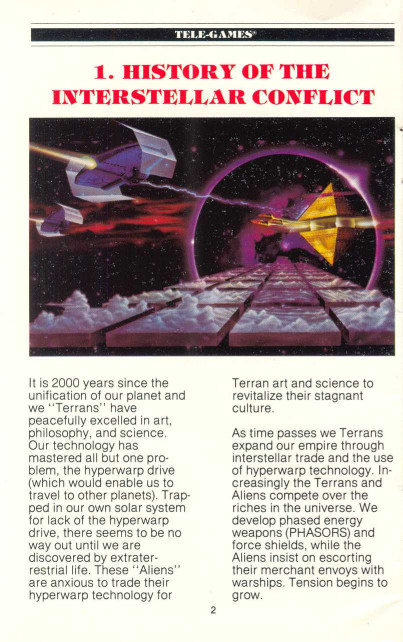 TELE-GAMES®
1. HISTORY OF THE
INTERSTELLAR CONFLICT
It is 2000 years since the
unification of our planet and
we "Terrans" have
peacefully excelled in art,
philosophy, and science.
Our technology has
mastered all but one pro-
blem, the hyperwarp drive
(which would enable us to
travel to other planets). Trap-
ped in our own solar system
for lack of the hyperwarp
drive, there seems to be no
way out until we are
discovered by extrater-
restrial life. These "Aliens"
are anxious to trade their
hyperwarp technology for
Terran art and science to
revitalize their stagnant
culture.
As time passes we Terrans
expand our empire through
interstellar trade and the use
of hyperwarp technology. In-
creasingly the Terrans and
Aliens compete over the
riches in the universe. We
develop phased energy
weapons (PHASORS) and
force shields, while the
Aliens insist on escorting
their merchant envoys with
warships. Tension begins to
grow.
2